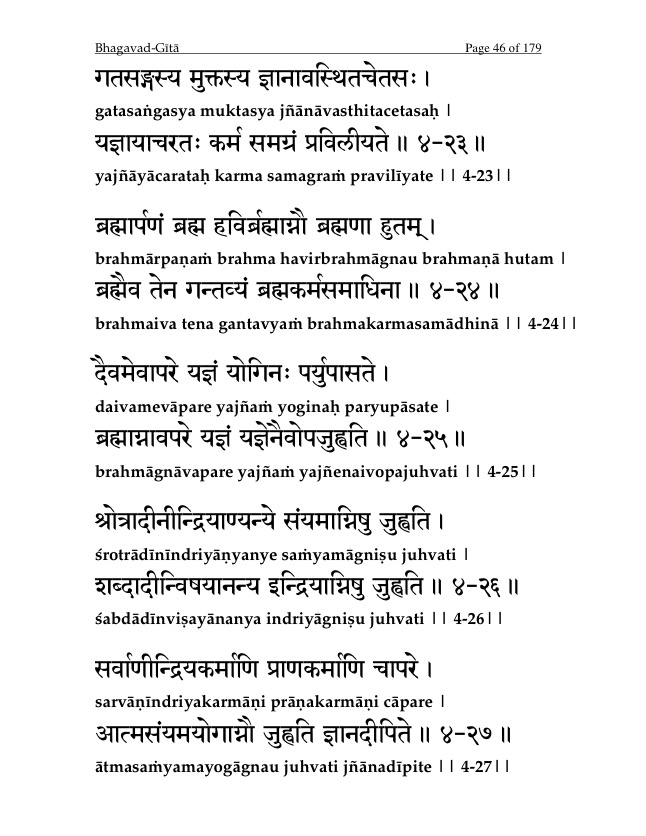 Bhagavad-Gītā Page 46 of 179
गतसङ्गस्य मुक्तस्य ज्ञानावस्थितचेतसः ।
gatasaṅgasya muktasya jñānāvasthitacetasaḥ |
यज्ञायाचरतः कर्म समग्रं प्रविलीयते ॥ ४-२३ ॥
yajñāyācarataḥ karma samagraṁ pravilīyate || 4-23||
ब्रह्मार्पणं ब्रह्म हविर्ब्रह्माग्नौ ब्रह्मणा हुतम् ।
brahmārpaṇaṁ brahma havirbrahmāgnau brahmaṇā hutam |
ब्रह्मैव तेन गन्तव्यं ब्रह्मकर्मसमाधिना ॥ ४-२४ ॥
brahmaiva tena gantavyaṁ brahmakarmasamādhinā || 4-24||
दैवमेवापरे यज्ञं योगिनः पर्युपासते ।
daivamevāpare yajñaṁ yoginaḥ paryupāsate |
ब्रह्माग्नावपरे यज्ञं यज्ञेनैवोपजुह्वति ॥ ४-२५ ॥
brahmāgnāvapare yajñaṁ yajñenaivopajuhvati || 4-25||
श्रोत्रादीनीन्द्रियाण्यन्ये संयमाग्निषु जुह्वति ।
śrotrādīnīndriyāṇyanye saṁyamāgniṣu juhvati |
शब्दादीन्विषयानन्य इन्द्रियाग्निषु जुह्वति ॥ ४-२६ ॥
śabdādīnviṣayānanya indriyāgniṣu juhvati || 4-26||
सर्वाणीन्द्रियकर्माणि प्राणकर्माणि चापरे ।
sarvāṇīndriyakarmāṇi prāṇakarmāṇi cāpare |
आत्मसंयमयोगाग्नौ जुह्वति ज्ञानदीपिते ॥ ४-२७ ॥
ātmasaṁyamayogāgnau juhvati jñānadīpite || 4-27||